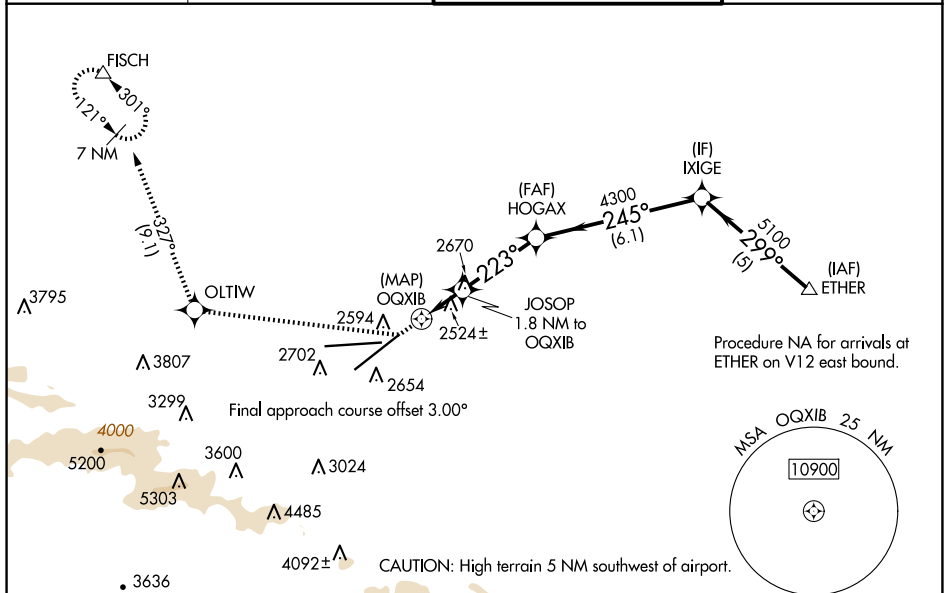 FISCH
301°
121°
7 NM
327°
(9.1)
OLTIW
3795
3807
3299
4000
5200
5303
3600
3024
4485
4092±
3636
2594
2702
2654
(MAP)
OQXIB
2670
2524±
223°
JOSOP
1.8 NM to
OQXIB
(FAF)
HOGAX
4300
245°
(6.1)
(IF)
IXIGE
5100
299°
(5)
(IAF)
ETHER
Procedure NA for arrivals at
ETHER on V12 east bound.
Final approach course offset 3.00°
MSA OQXIB 25 NM
10900
CAUTION: High terrain 5 NM southwest of airport.